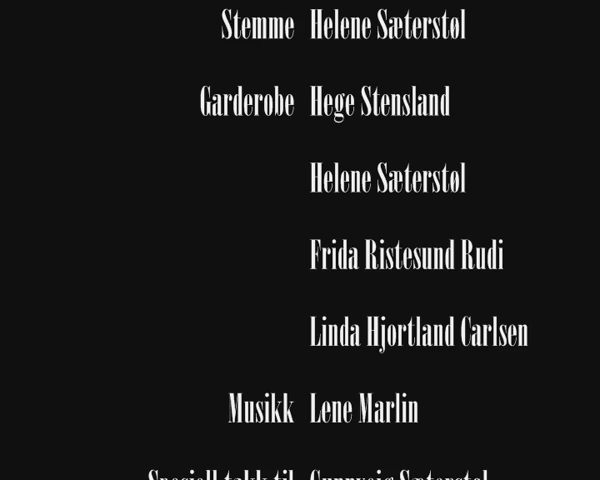 Stemme Helene Sæterstøl
Garderobe Hege Stensland
Helene Sæterstøl
Frida Ristesund Rudi
Linda Hjortland Carlsen
Musikk Lene Marlin